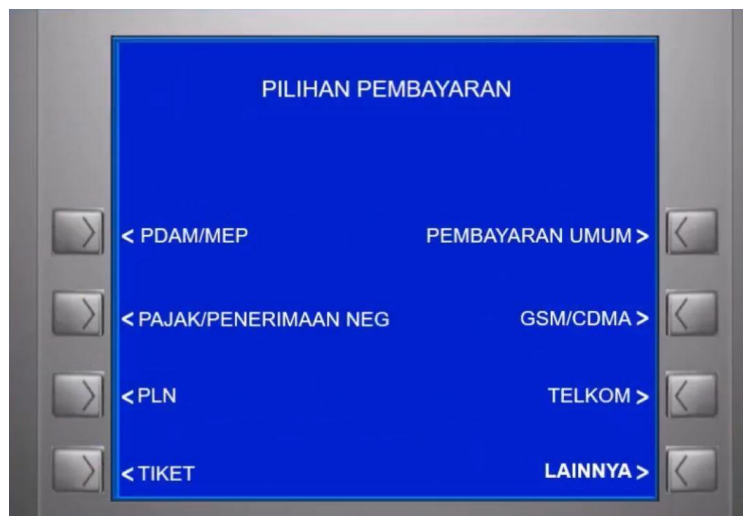 PILIHAN PEMBAYARAN
< PDAM/MEP
PEMBAYARAN UMUM >
< PAJAK/PENERIMAAN NEG
GSM/CDMA >
< PLN
TELKOM >
< TIKET
LAINNYA >